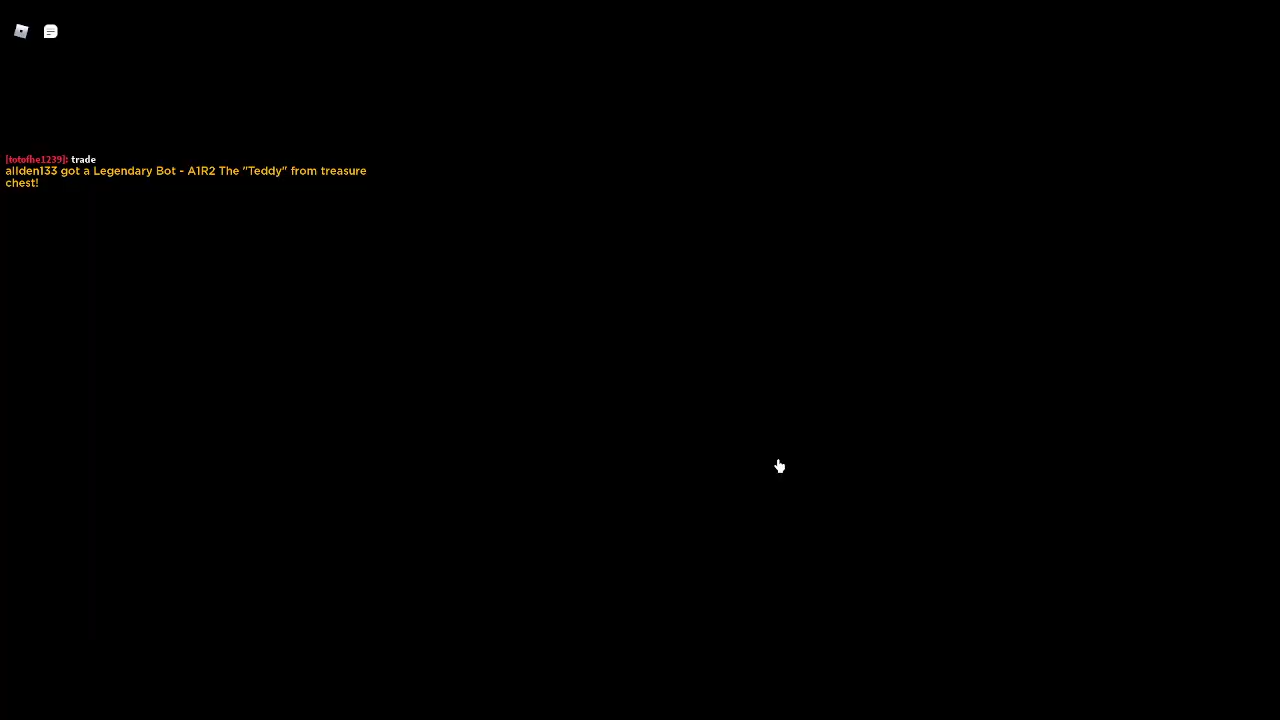 [totofhe1239]: trade
allden133 got a Legendary Bot - A1R2 The "Teddy" from treasure
chest!